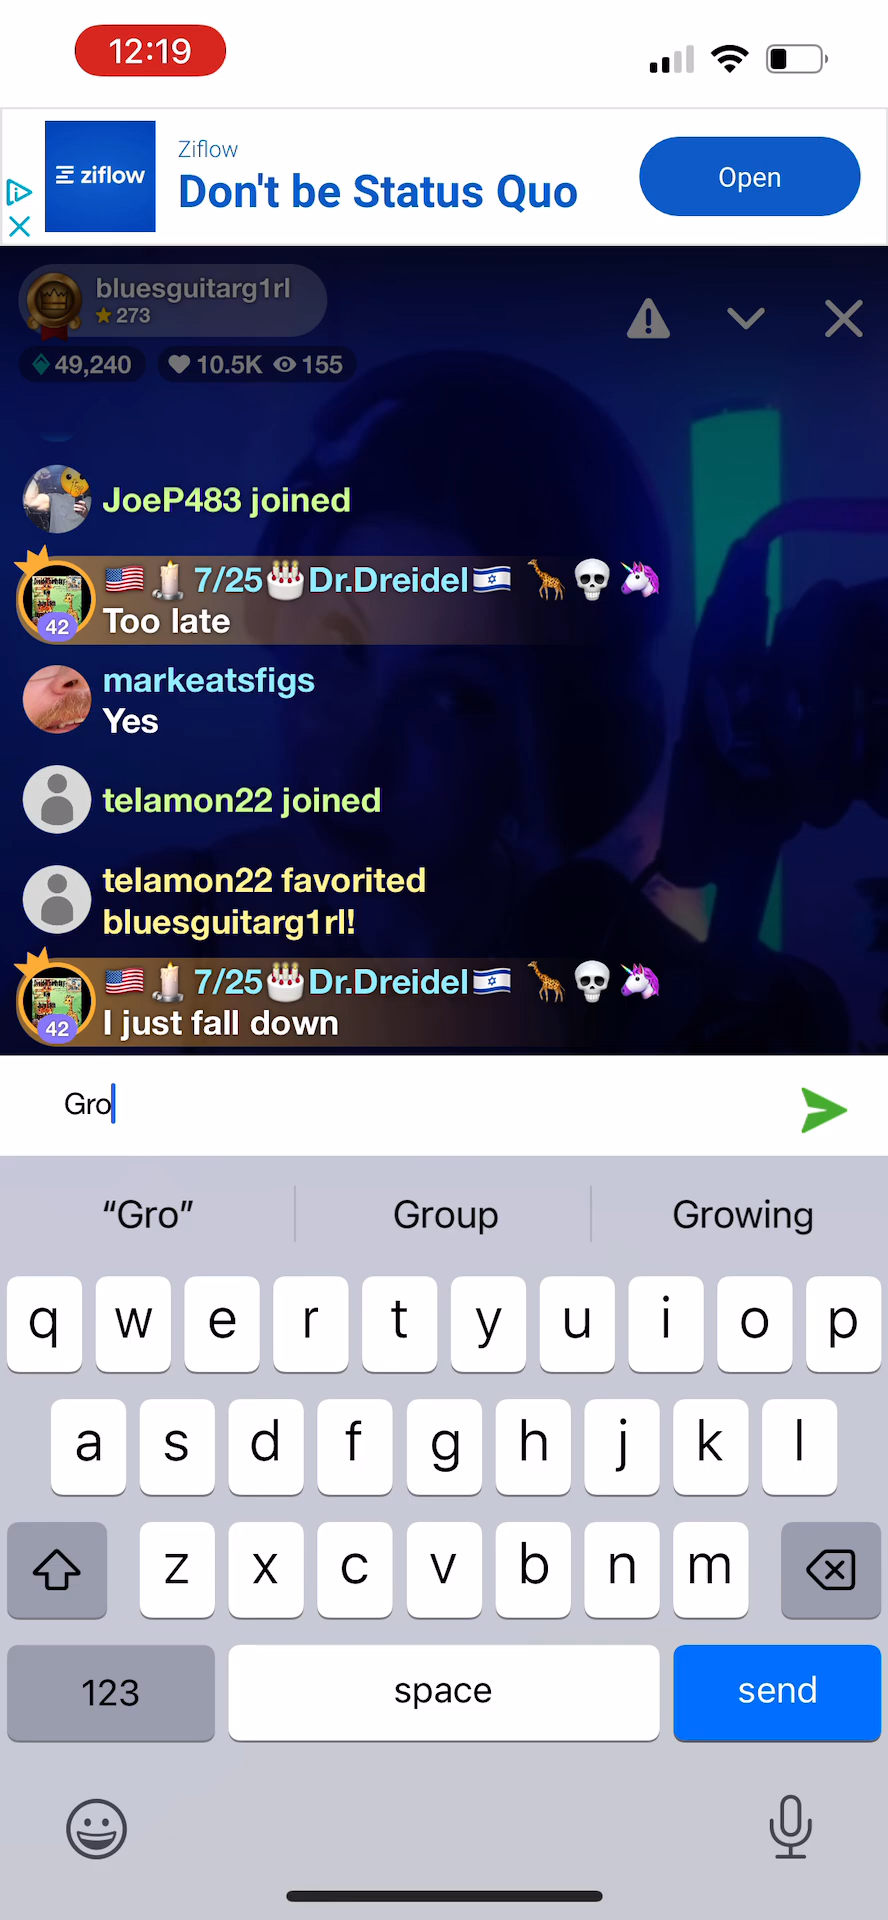 12:19
Ziflow
ziflow
Don't be Status Quo
Open
bluesguitarg1rl
273
49,240 10.5K 155
JoeP483 joined
7/25 Dr.Dreidel
42
Too late
markeatsfigs
Yes
telamon22 joined
telamon22 favorited
bluesguitarg1rl!
7/25 Dr.Dreidel
42
I just fall down
Gro
“Gro” Group Growing
q w e r t y u i o p
a s d f g h j k l
z x c v b n m
123 space send